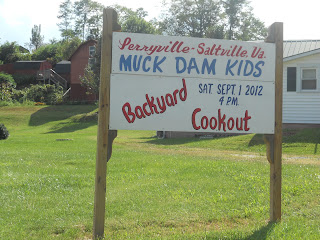 Perryville - Saltville, Va.
MUCK DAM KIDS
SAT. SEPT. 1 2012
4 P.M.
Backyard
Cookout